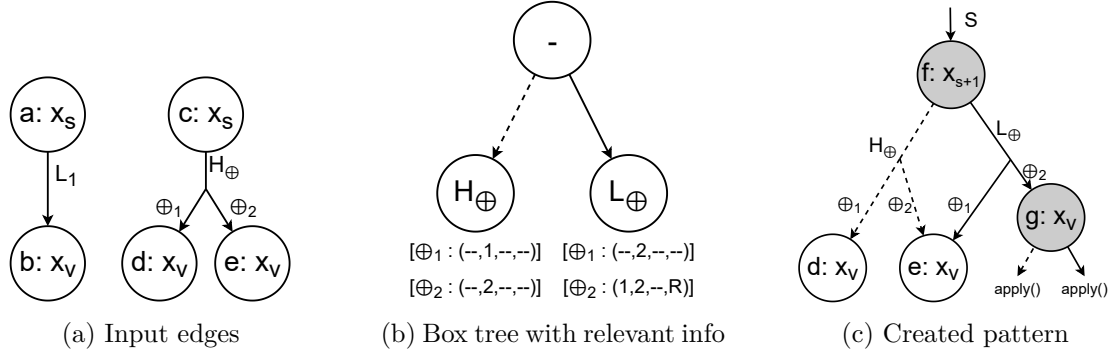 a: x_s
L_1
b: x_v
c: x_s
H_⊕
⊕_1 ⊕_2
d: x_v e: x_v
(a) Input edges
-
H_⊕ L_⊕
[⊕_1 : (--,1,--,--)] [⊕_1 : (--,2,--,--)]
[⊕_2 : (--,2,--,--)] [⊕_2 : (1,2,--,R)]
(b) Box tree with relevant info
S
f: x_{s+1}
L_⊕
H_⊕
⊕_2
⊕_1 ⊕_2 ⊕_1
g: x_v
d: x_v e: x_v
apply() apply()
(c) Created pattern